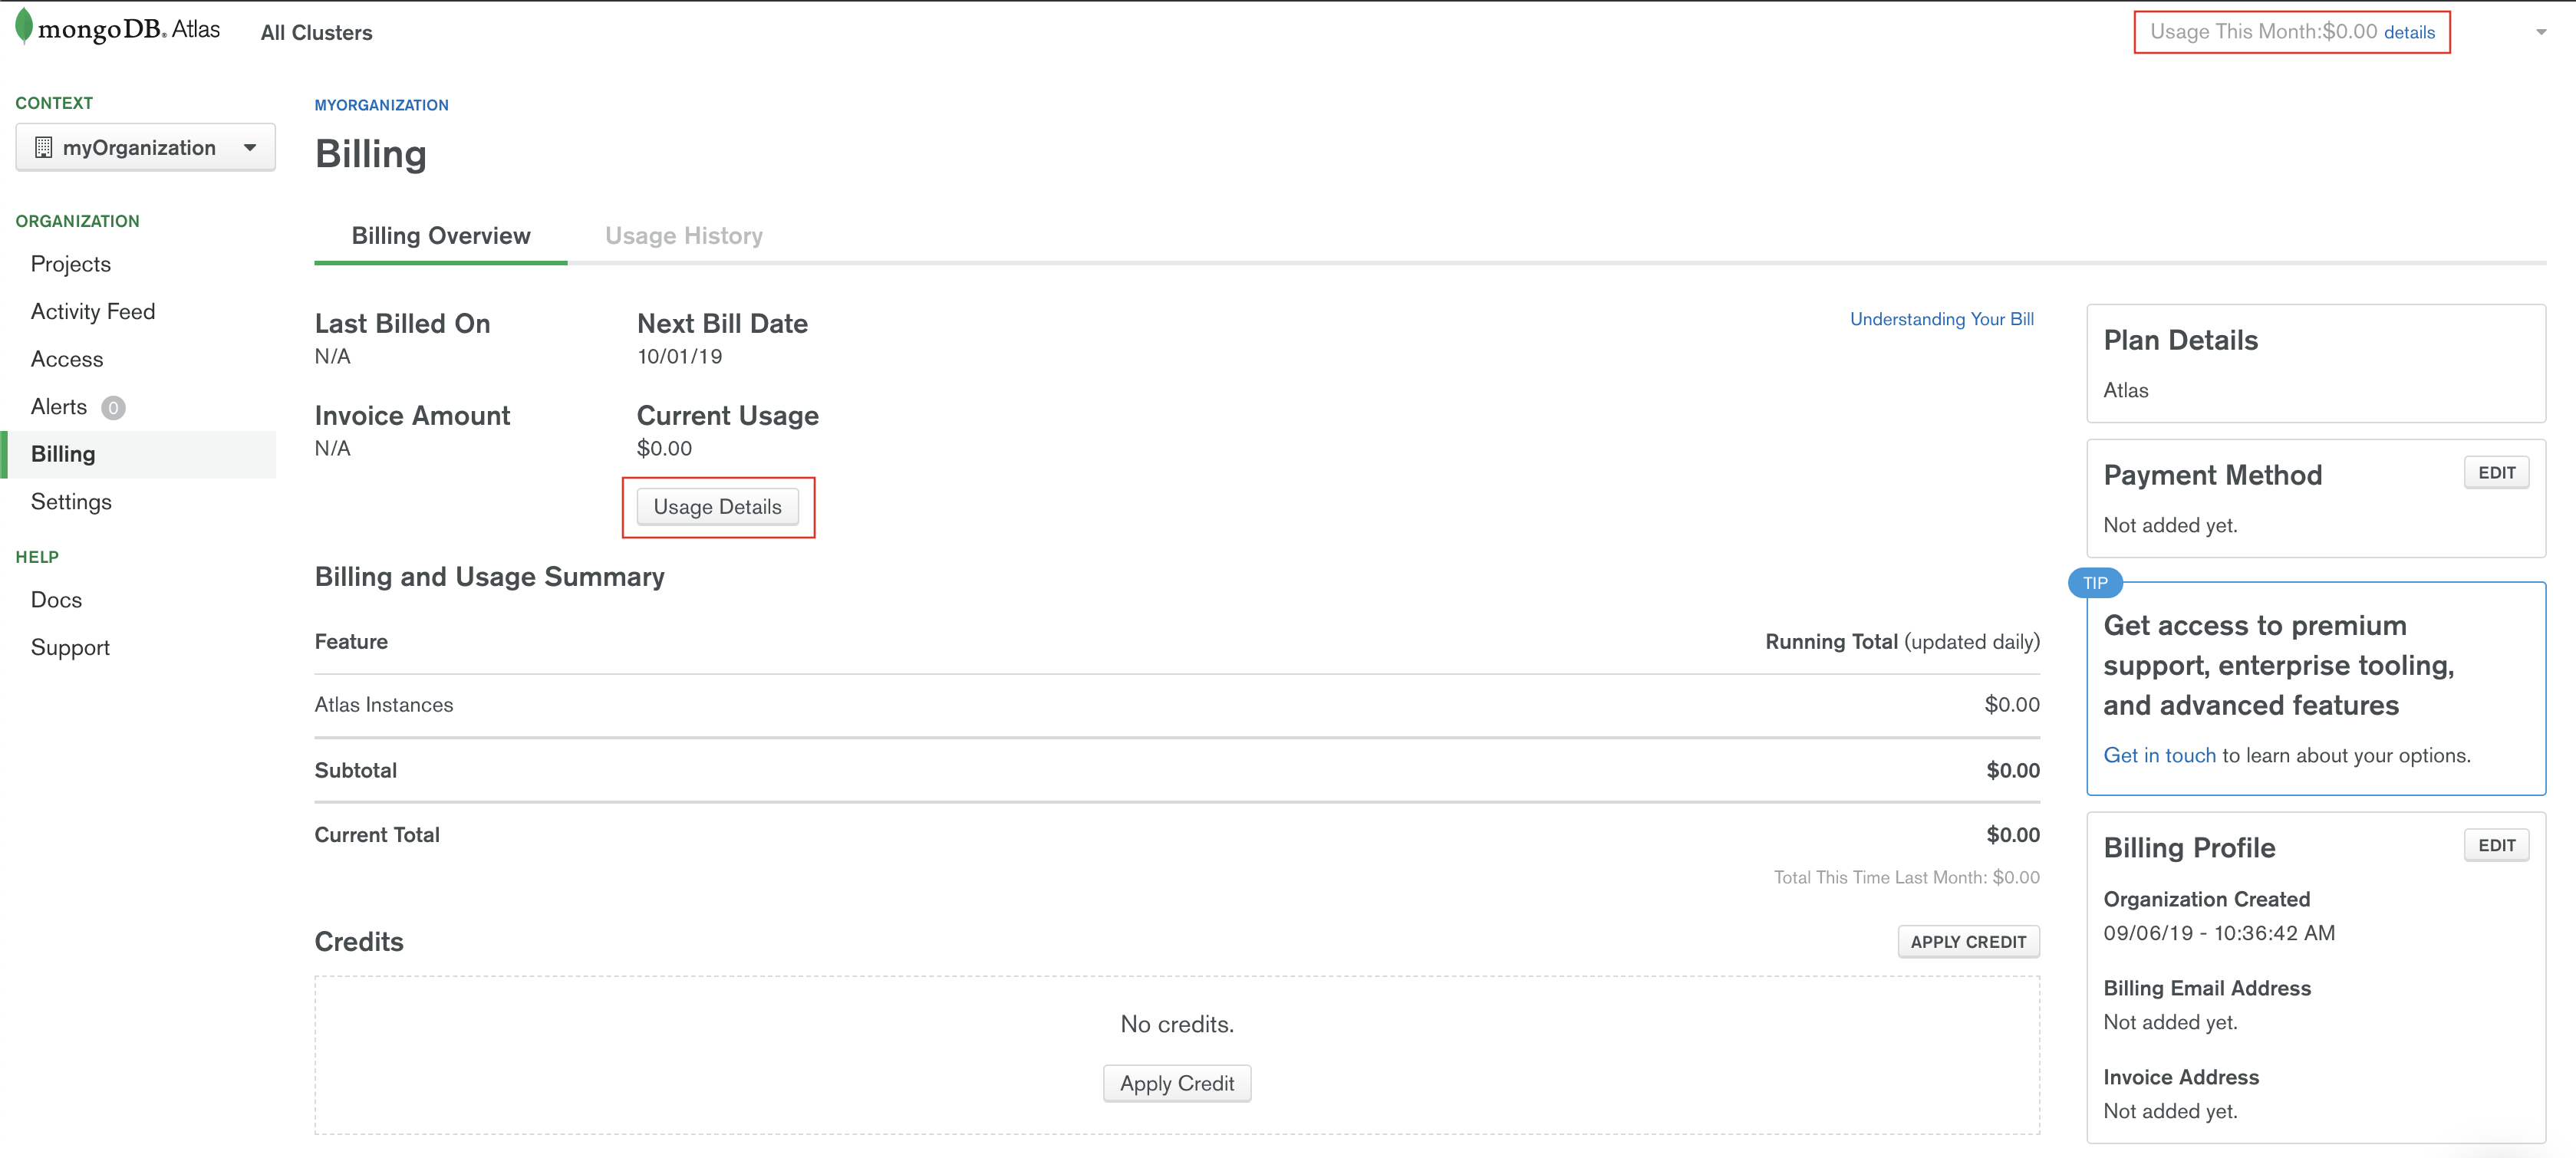 mongoDB. Atlas
All Clusters
Usage This Month:$0.00 details
CONTEXT
myOrganization
ORGANIZATION
Projects
Activity Feed
Access
Alerts 0
Billing
Settings
HELP
Docs
Support
MYORGANIZATION
Billing
Billing Overview
Usage History
Last Billed On
N/A
Next Bill Date
10/01/19
Understanding Your Bill
Invoice Amount
N/A
Current Usage
$0.00
Usage Details
Billing and Usage Summary
Feature
Running Total (updated daily)
Atlas Instances
$0.00
Subtotal
$0.00
Current Total
$0.00
Total This Time Last Month: $0.00
Credits
APPLY CREDIT
No credits.
Apply Credit
Plan Details
Atlas
Payment Method
EDIT
Not added yet.
TIP
Get access to premium
support, enterprise tooling,
and advanced features
Get in touch to learn about your options.
Billing Profile
EDIT
Organization Created
09/06/19 - 10:36:42 AM
Billing Email Address
Not added yet.
Invoice Address
Not added yet.